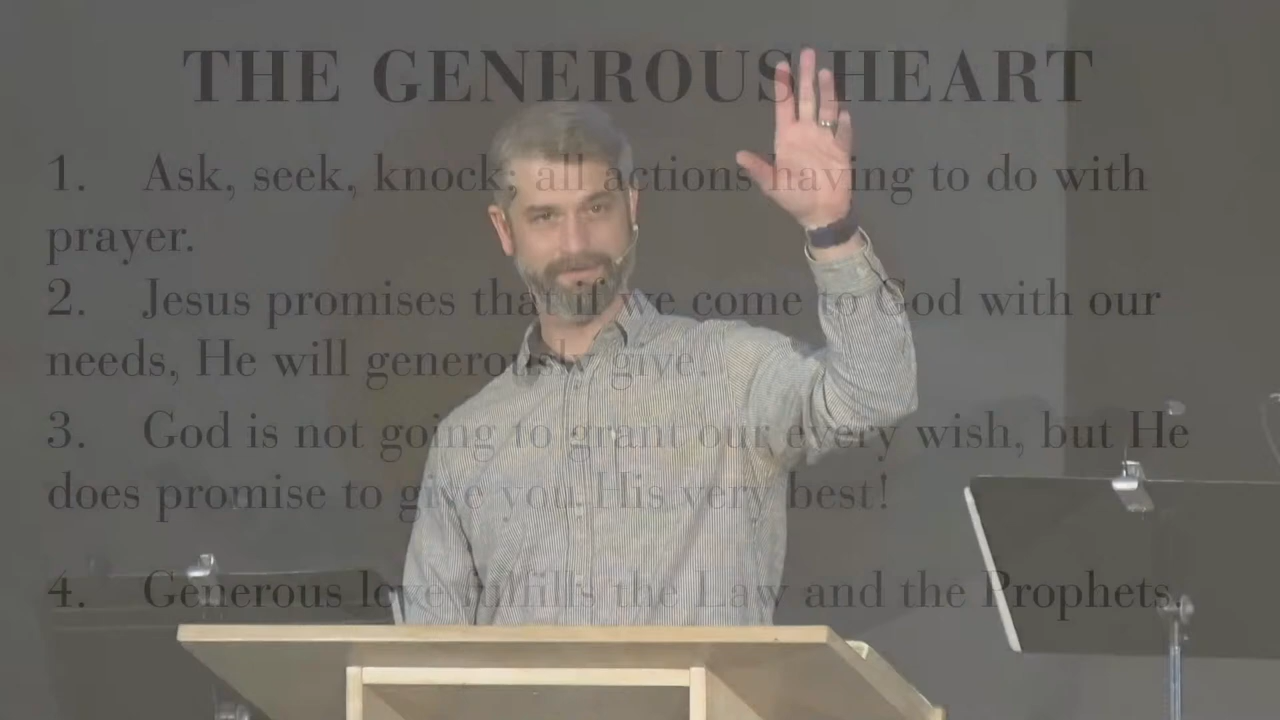 THE GENEROUS HEART
1. Ask, seek, knock: all actions having to do with
prayer.
2. Jesus promises that if we come to God with our
needs, He will generously give.
3. God is not going to grant our every wish, but He
does promise to give you His very best!
4. Generous love fulfills the Law and the Prophets.